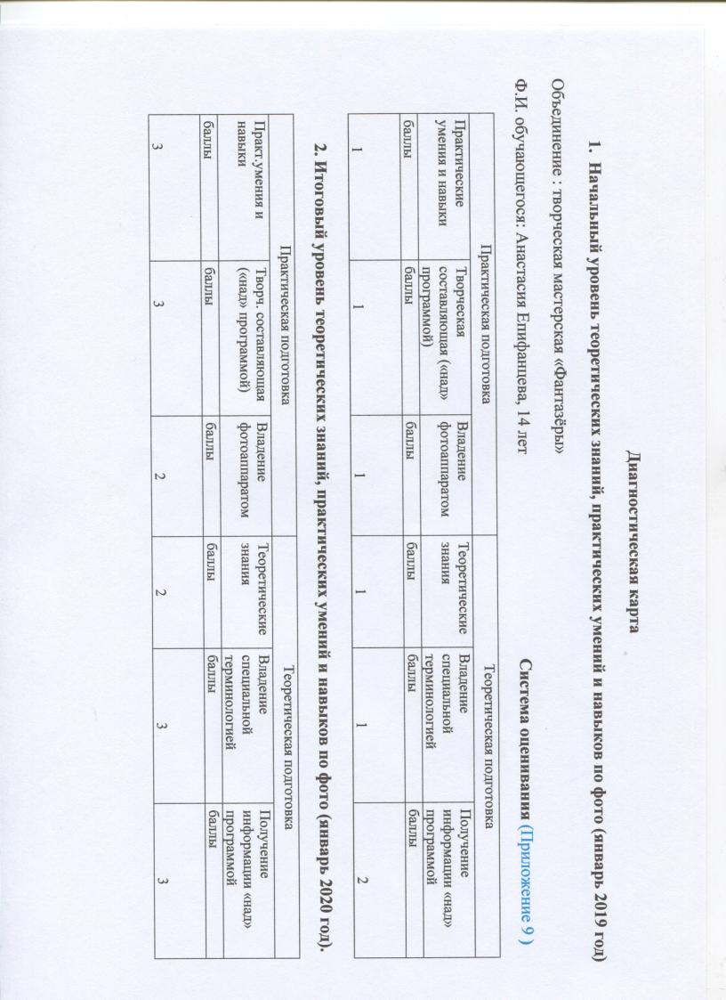 Диагностическая карта
1. Начальный уровень теоретических знаний, практических умений и навыков по фото (январь 2019 год)
Объединение : творческая мастерская «Фантазёры»
Ф.И. обучающегося: Анастасия Епифанцева, 14 лет
Система оценивания (Приложение 9 )
Практическая подготовка
Теоретическая подготовка
Практические
умения и навыки
Творческая
составляющая («над»
программой)
Владение
фотоаппаратом
Теоретические
знания
Владение
специальной
терминологией
Получение
информации «над»
программой
баллы
баллы
баллы
баллы
баллы
баллы
1
1
1
1
1
2
2. Итоговый уровень теоретических знаний, практических умений и навыков по фото (январь 2020 год).
Практическая подготовка
Теоретическая подготовка
Практ.умения и
навыки
Творч. составляющая
(«над» программой)
Владение
фотоаппаратом
Теоретические
знания
Владение
специальной
терминологией
Получение
информации «над»
программой
баллы
баллы
баллы
баллы
баллы
баллы
3
3
2
2
3
3